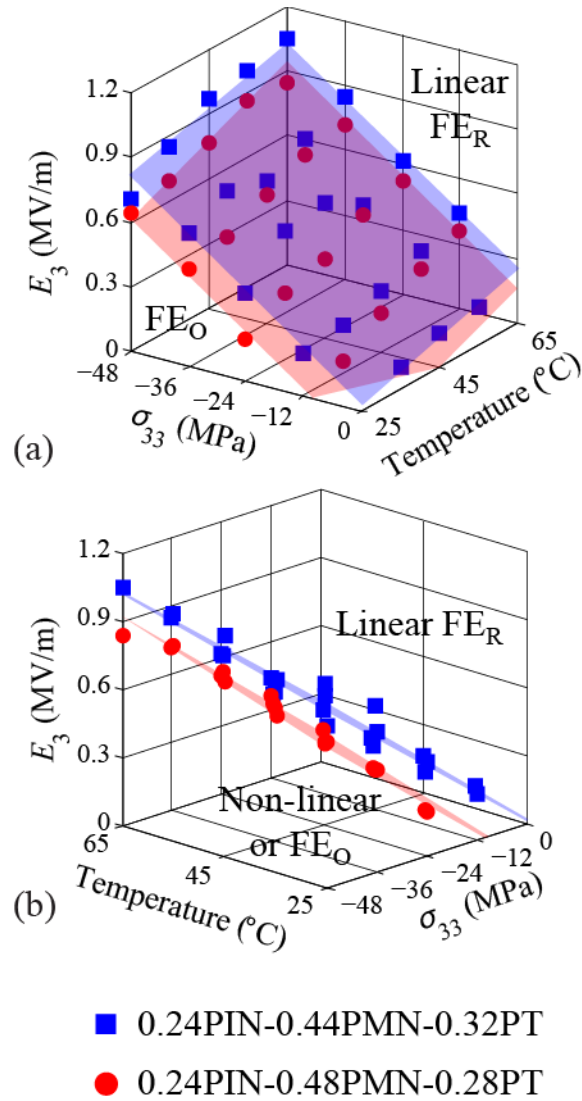 1.2
0.9
0.6
0.3
0
E3 (MV/m)
Linear
FER
FEO
−48
−36
−24
−12
0
σ33 (MPa)
25
45
65
Temperature (°C)
(a)
1.2
0.9
0.6
0.3
0
E3 (MV/m)
Linear FER
Non-linear
or FEO
65
45
25
Temperature (°C)
−48
−36
−24
−12
0
σ33 (MPa)
(b)
0.24PIN-0.44PMN-0.32PT
0.24PIN-0.48PMN-0.28PT